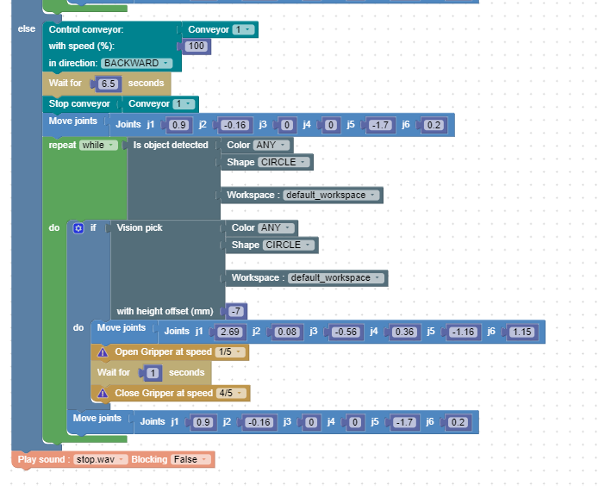 else Control conveyor: Conveyor 1
with speed (%): 100
in direction: BACKWARD
Wait for 6.5 seconds
Stop conveyor Conveyor 1
Move joints Joints j1 0.9 j2 -0.16 j3 0 j4 0 j5 -1.7 j6 0.2
repeat while Is object detected Color ANY
Shape CIRCLE
Workspace : default_workspace
do if Vision pick Color ANY
Shape CIRCLE
Workspace : default_workspace
with height offset (mm) -7
do Move joints Joints j1 2.69 j2 0.08 j3 -0.56 j4 0.36 j5 -1.16 j6 1.15
Open Gripper at speed 1/5
Wait for 1 seconds
Close Gripper at speed 4/5
Move joints Joints j1 0.9 j2 -0.16 j3 0 j4 0 j5 -1.7 j6 0.2
Play sound : stop.wav Blocking False